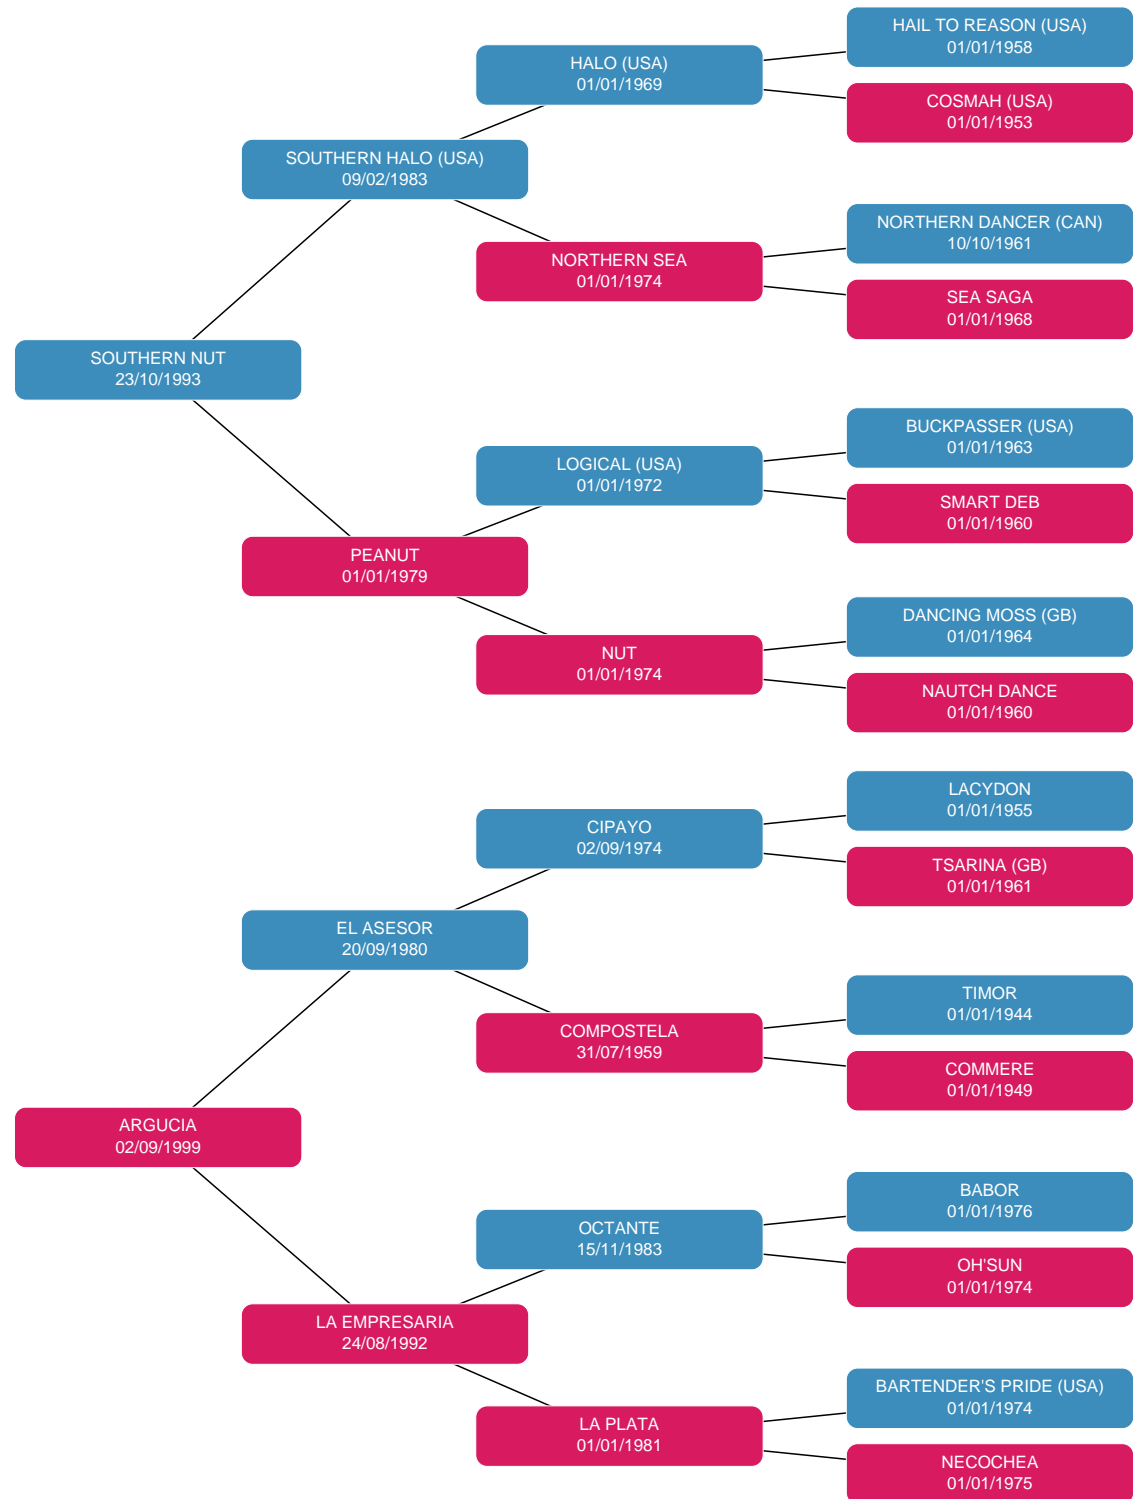 HAIL TO REASON (USA)
01/01/1958
HALO (USA)
01/01/1969
COSMAH (USA)
01/01/1953
SOUTHERN HALO (USA)
09/02/1983
NORTHERN DANCER (CAN)
10/10/1961
NORTHERN SEA
01/01/1974
SEA SAGA
01/01/1968
SOUTHERN NUT
23/10/1993
BUCKPASSER (USA)
01/01/1963
LOGICAL (USA)
01/01/1972
SMART DEB
01/01/1960
PEANUT
01/01/1979
DANCING MOSS (GB)
01/01/1964
NUT
01/01/1974
NAUTCH DANCE
01/01/1960
LACYDON
01/01/1955
CIPAYO
02/09/1974
TSARINA (GB)
01/01/1961
EL ASESOR
20/09/1980
TIMOR
01/01/1944
COMPOSTELA
31/07/1959
COMMERE
01/01/1949
ARGUCIA
02/09/1999
BABOR
01/01/1976
OCTANTE
15/11/1983
OH'SUN
01/01/1974
LA EMPRESARIA
24/08/1992
BARTENDER'S PRIDE (USA)
01/01/1974
LA PLATA
01/01/1981
NECOCHEA
01/01/1975